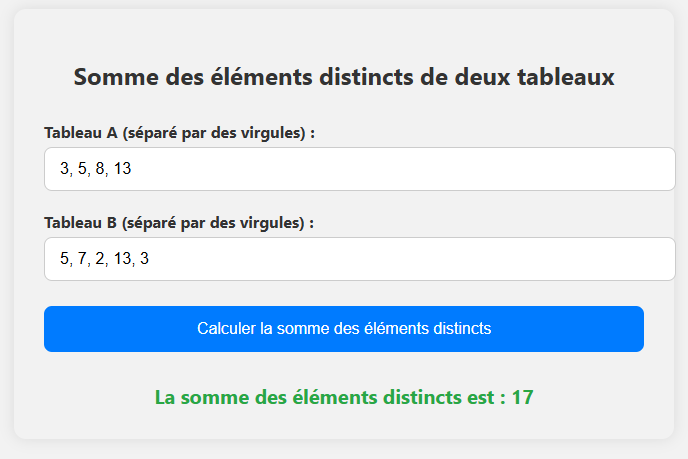 Somme des éléments distincts de deux tableaux
Tableau A (séparé par des virgules) :
3, 5, 8, 13
Tableau B (séparé par des virgules) :
5, 7, 2, 13, 3
Calculer la somme des éléments distincts
La somme des éléments distincts est : 17